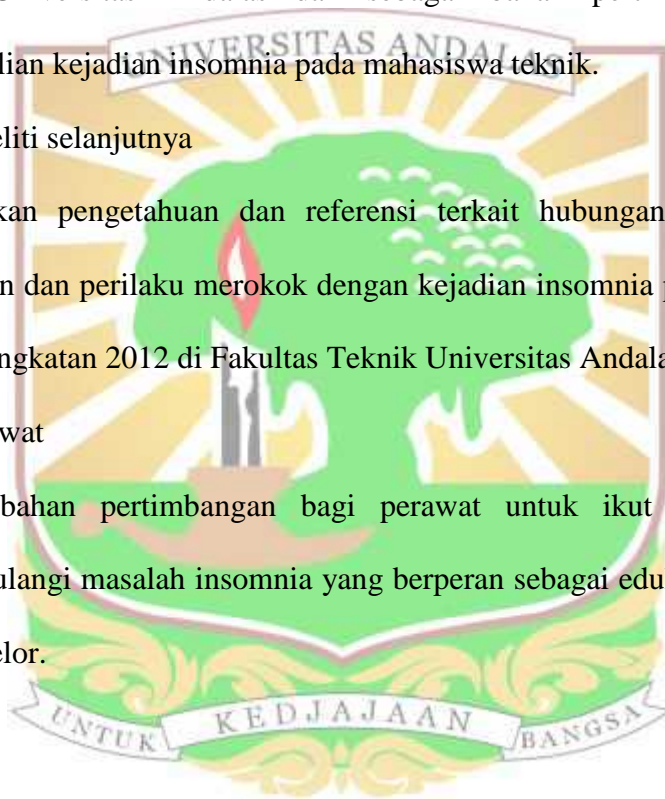 UNIVERSITAS ANDALAS
lian kejadian insomnia pada mahasiswa teknik.
eliti selanjutnya
kan pengetahuan dan referensi terkait hubungan
n dan perilaku merokok dengan kejadian insomnia p
ngkatan 2012 di Fakultas Teknik Universitas Andala
wat
bahan pertimbangan bagi perawat untuk ikut
ulangi masalah insomnia yang berperan sebagai edu
elor.
UNTUK KEDJAJAAN BANGSA